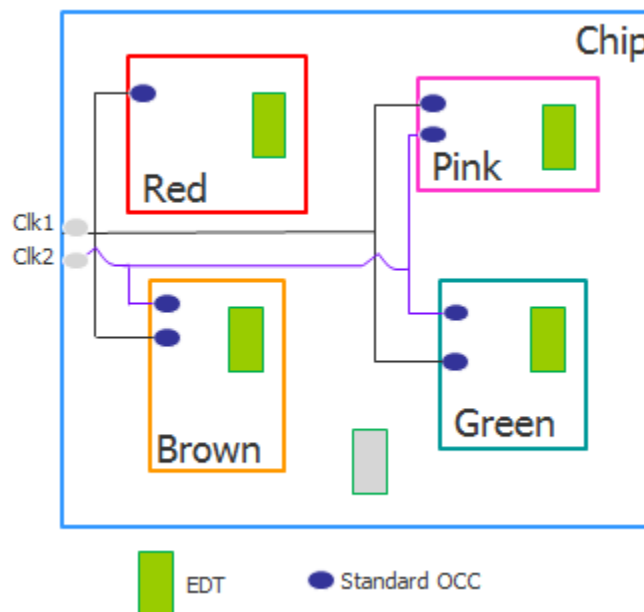 Chip
Red
Pink
Clk1
Clk2
Brown
Green
EDT
Standard OCC